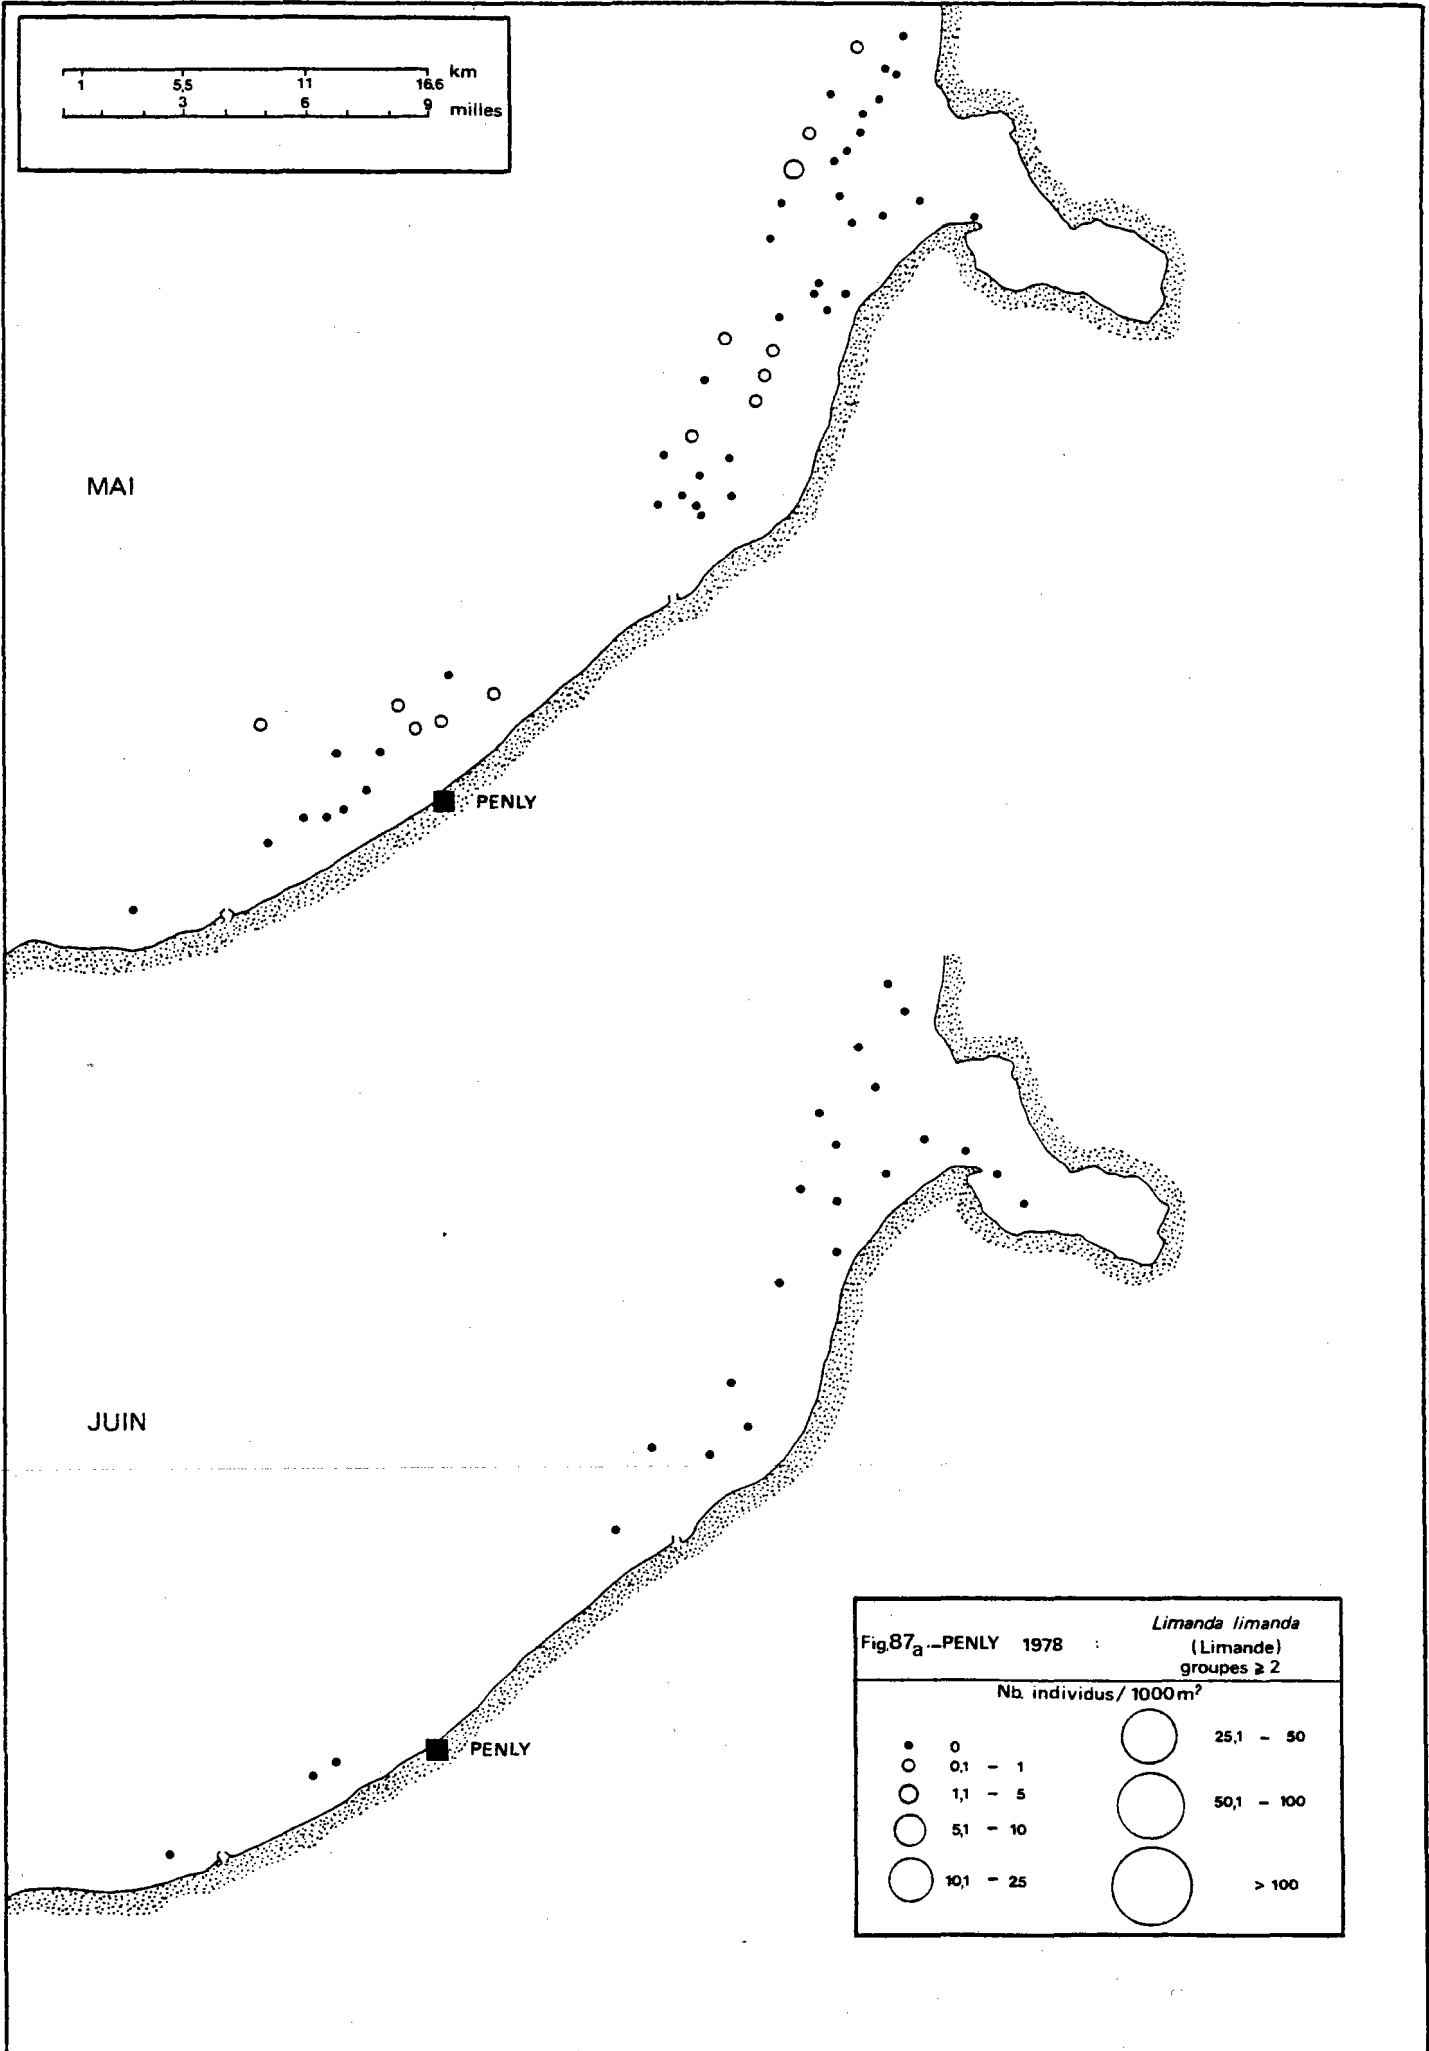 km
1 5,5 11 16.6
3 6 9
milles
MAI
PENLY
JUIN
PENLY
Fig.87a.-PENLY 1978 :
Limanda limanda
(Limande)
groupes ≥ 2
Nb. individus / 1000 m²
0
0,1 - 1
1,1 - 5
5,1 - 10
10,1 - 25
25,1 - 50
50,1 - 100
> 100